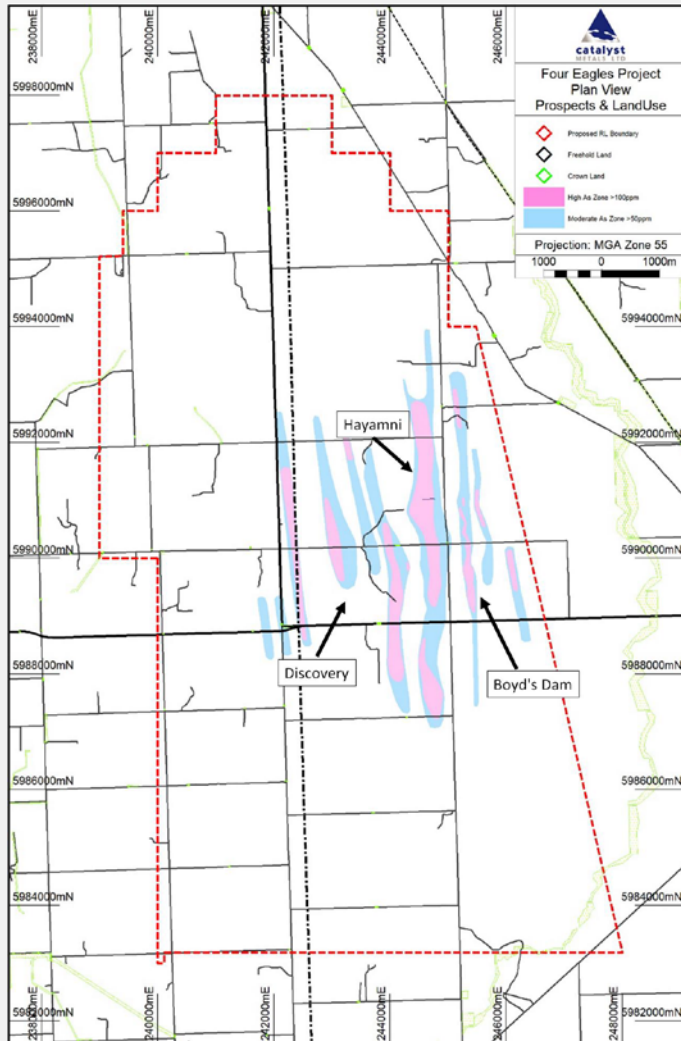 238000mE
240000mE
242000mE
244000mE
246000mE
catalyst
METALS LTD
Four Eagles Project
Plan View
Prospects & LandUse
Proposed RL Boundary
Freehold Land
Crown Land
High As Zone >100ppm
Moderate As Zone >50ppm
Projection: MGA Zone 55
1000 0 1000m
5998000mN
5996000mN
5996000mN
5994000mN
5994000mN
5992000mN
5992000mN
Hayamni
5990000mN
5990000mN
5988000mN
5988000mN
Discovery
Boyd's Dam
5986000mN
5986000mN
5984000mN
5984000mN
5982000mN
5982000mN
238000mE
240000mE
242000mE
244000mE
246000mE
248000mE